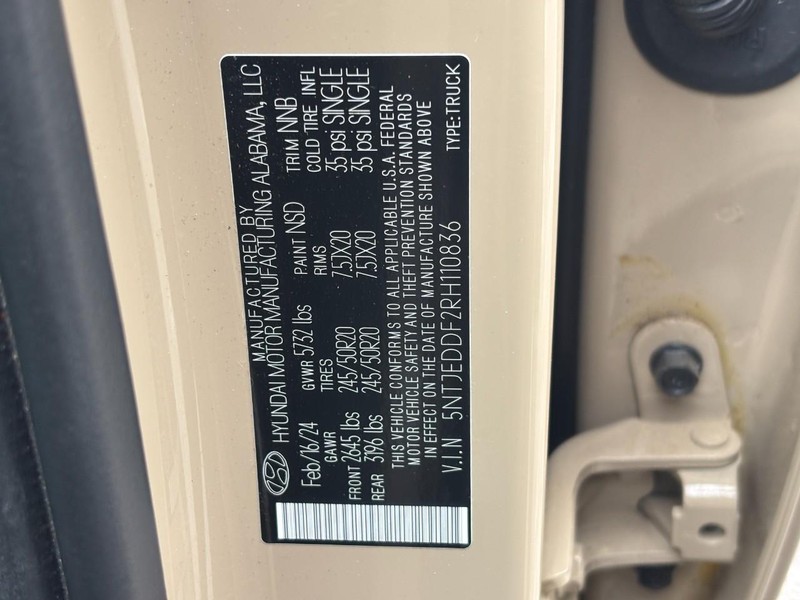 MANUFACTURED BY
HYUNDAI MOTOR MANUFACTURING ALABAMA, LLC
Feb/16/24 GVWR 5732 lbs PAINT NSD TRIM NNB
GAWR TIRES RIMS COLD TIRE INFL
FRONT 2645 lbs 245/50R20 7.5JX20 35 psi SINGLE
REAR 3196 lbs 245/50R20 7.5JX20 35 psi SINGLE
THIS VEHICLE CONFORMS TO ALL APPLICABLE U.S.A. FEDERAL
MOTOR VEHICLE SAFETY AND THEFT PREVENTION STANDARDS
IN EFFECT ON THE DATE OF MANUFACTURE SHOWN ABOVE
V.I.N 5NTJEDDF2RH110836 TYPE:TRUCK